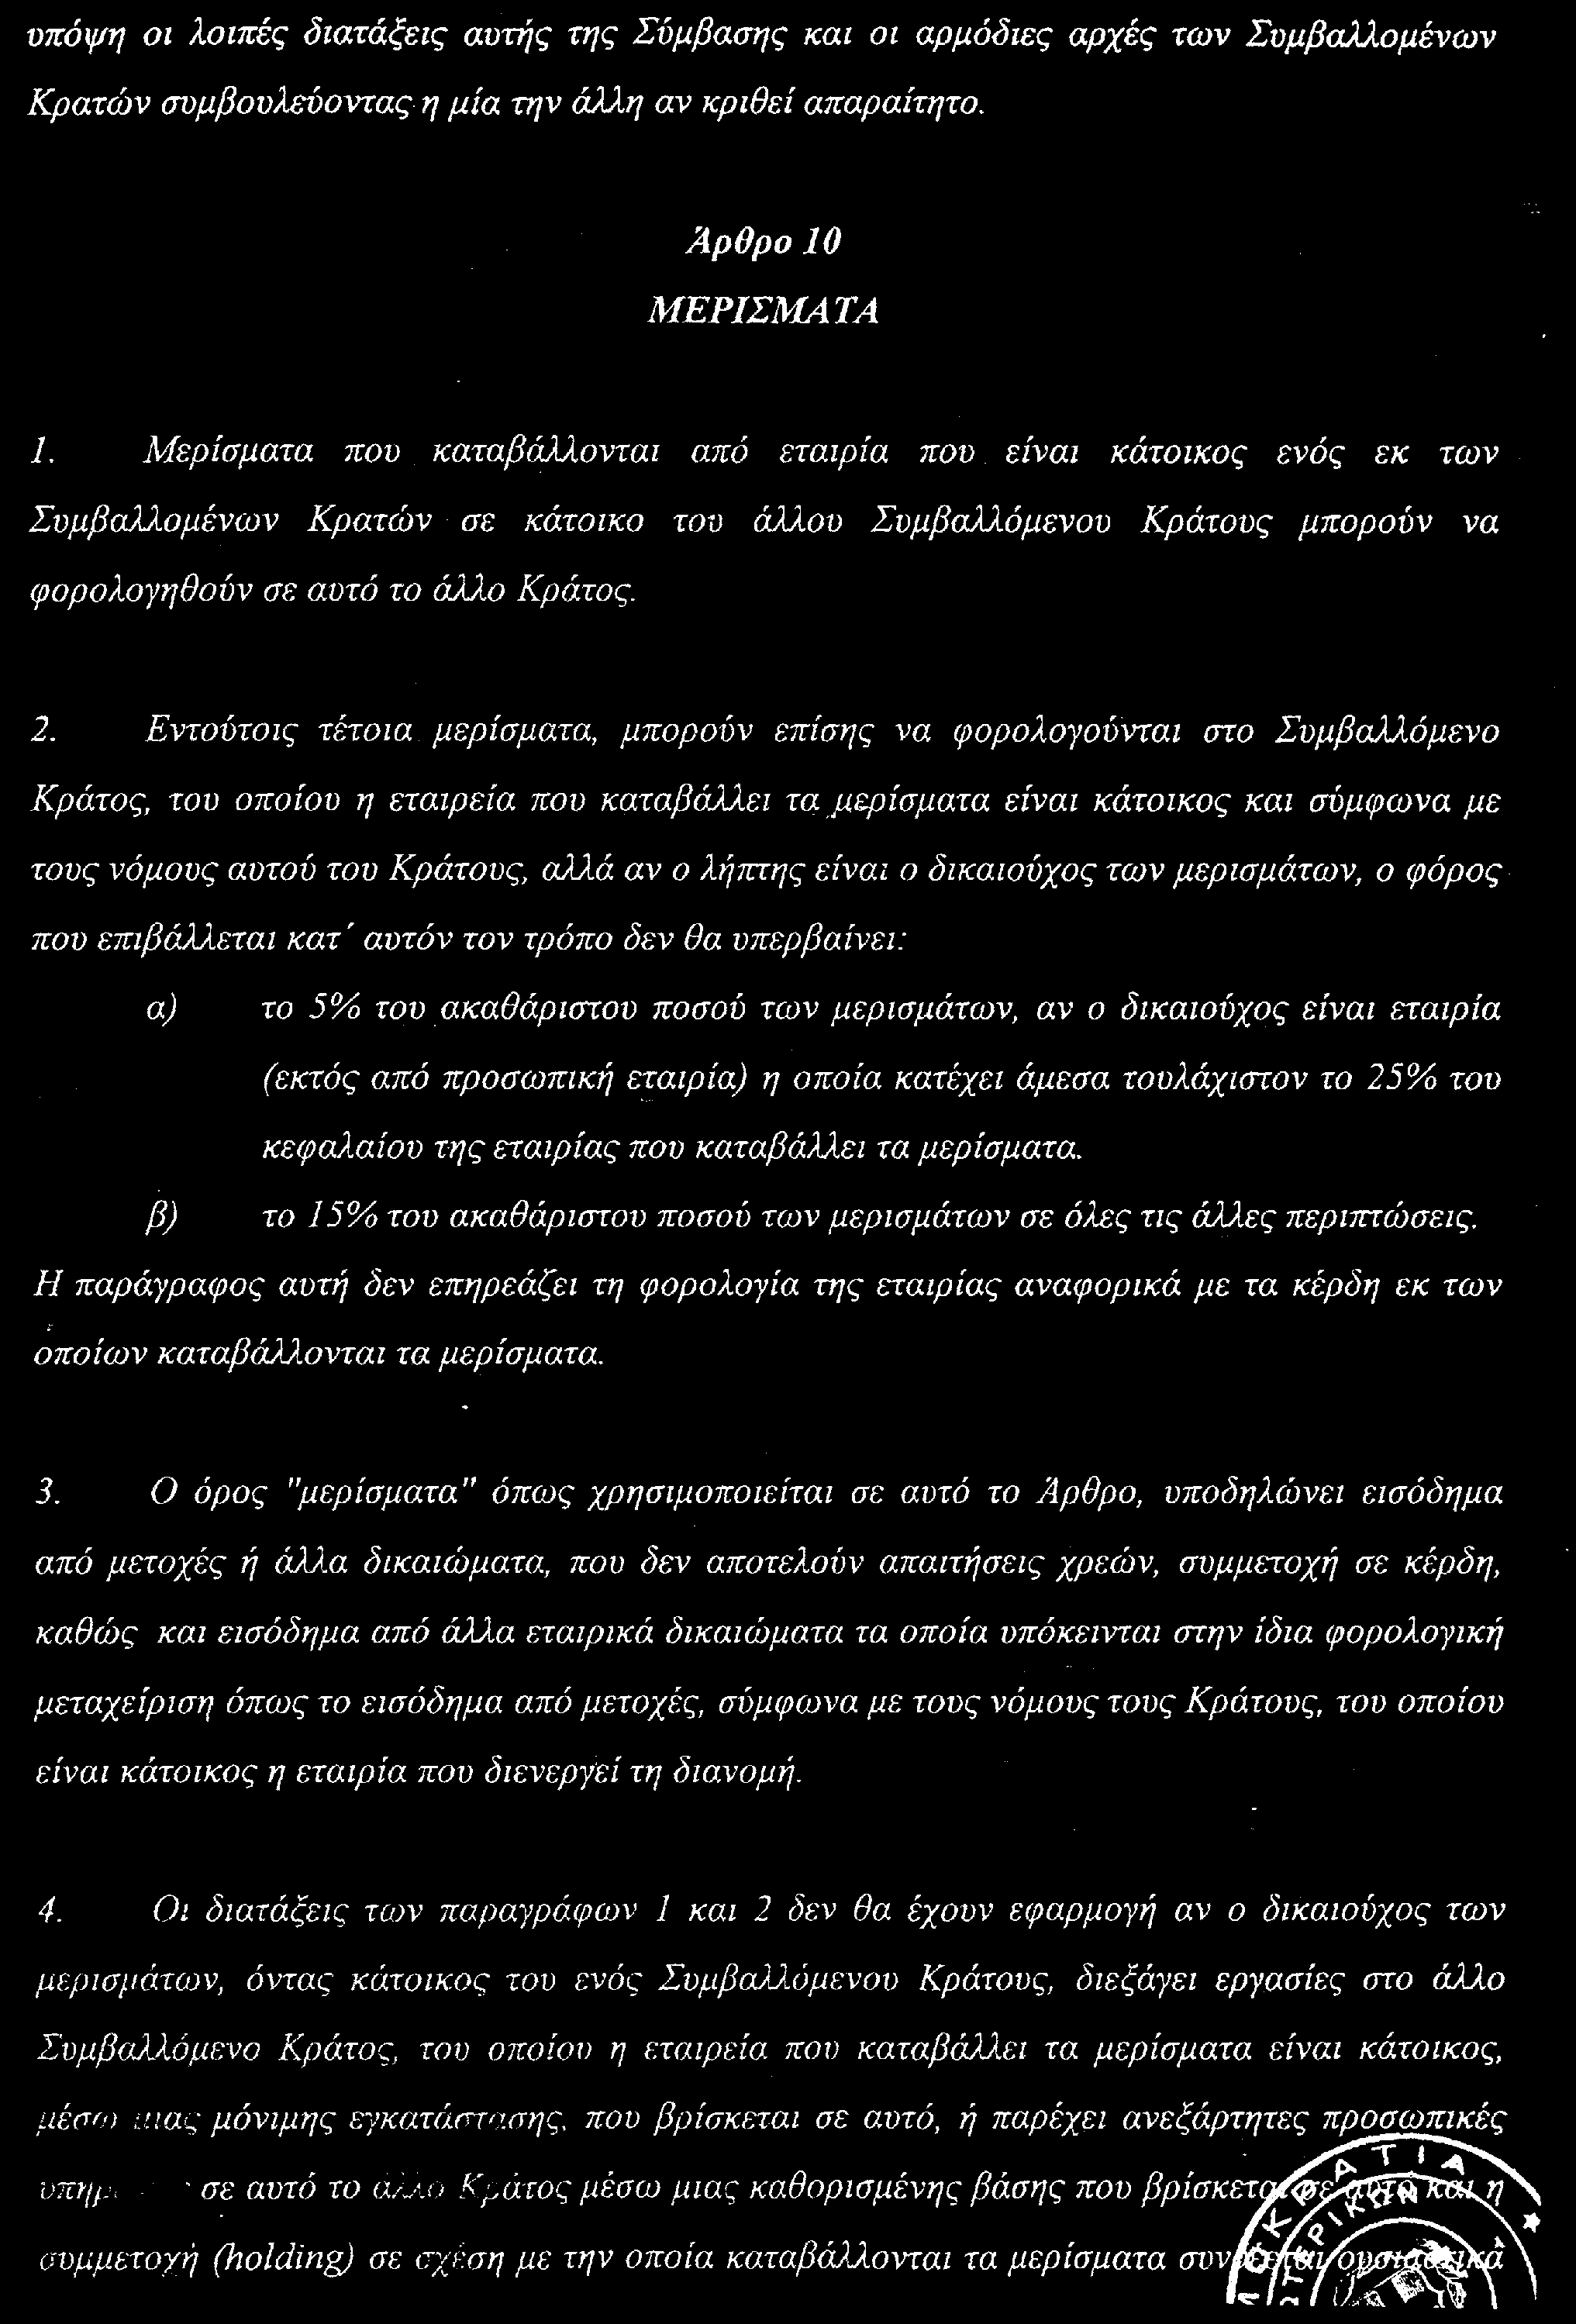 υπόψη οι λοιπές διατάξεις αυτής της Σύμβασης και οι αρμόδιες αρχές των Συμβαλλομένων
Κρατών συμβουλεύοντας η μία την άλλη αν κριθεί απαραίτητο.
Άρθρο 10
ΜΕΡΙΣΜΑΤΑ
1. Μερίσματα που καταβάλλονται από εταιρία που είναι κάτοικος ενός εκ των
Συμβαλλομένων Κρατών σε κάτοικο του άλλου Συμβαλλόμενου Κράτους μπορούν να
φορολογηθούν σε αυτό το άλλο Κράτος.
2. Εντούτοις τέτοια μερίσματα, μπορούν επίσης να φορολογούνται στο Συμβαλλόμενο
Κράτος, του οποίου η εταιρεία που καταβάλλει τα μερίσματα είναι κάτοικος και σύμφωνα με
τους νόμους αυτού του Κράτους, αλλά αν ο λήπτης είναι ο δικαιούχος των μερισμάτων, ο φόρος
που επιβάλλεται κατ΄ αυτόν τον τρόπο δεν θα υπερβαίνει:
α) το 5% του ακαθάριστου ποσού των μερισμάτων, αν ο δικαιούχος είναι εταιρία
(εκτός από προσωπική εταιρία) η οποία κατέχει άμεσα τουλάχιστον το 25% του
κεφαλαίου της εταιρίας που καταβάλλει τα μερίσματα.
β) το 15% του ακαθάριστου ποσού των μερισμάτων σε όλες τις άλλες περιπτώσεις.
Η παράγραφος αυτή δεν επηρεάζει τη φορολογία της εταιρίας αναφορικά με τα κέρδη εκ των
οποίων καταβάλλονται τα μερίσματα.
3. Ο όρος "μερίσματα" όπως χρησιμοποιείται σε αυτό το Άρθρο, υποδηλώνει εισόδημα
από μετοχές ή άλλα δικαιώματα, που δεν αποτελούν απαιτήσεις χρεών, συμμετοχή σε κέρδη,
καθώς και εισόδημα από άλλα εταιρικά δικαιώματα τα οποία υπόκεινται στην ίδια φορολογική
μεταχείριση όπως το εισόδημα από μετοχές, σύμφωνα με τους νόμους τους Κράτους, του οποίου
είναι κάτοικος η εταιρία που διενεργεί τη διανομή.
4. Οι διατάξεις των παραγράφων 1 και 2 δεν θα έχουν εφαρμογή αν ο δικαιούχος των
μερισμάτων, όντας κάτοικος του ενός Συμβαλλόμενου Κράτους, διεξάγει εργασίες στο άλλο
Συμβαλλόμενο Κράτος, του οποίου η εταιρεία που καταβάλλει τα μερίσματα είναι κάτοικος,
μέσω μιας μόνιμης εγκατάστασης, που βρίσκεται σε αυτό, ή παρέχει ανεξάρτητες προσωπικές
σε αυτό το άλλο Κράτος μέσω μιας καθορισμένης βάσης που βρίσκεται σε αυτό και η
συμμετοχή (holding) σε σχέση με την οποία καταβάλλονται τα μερίσματα συνδέεται ουσιαστικά